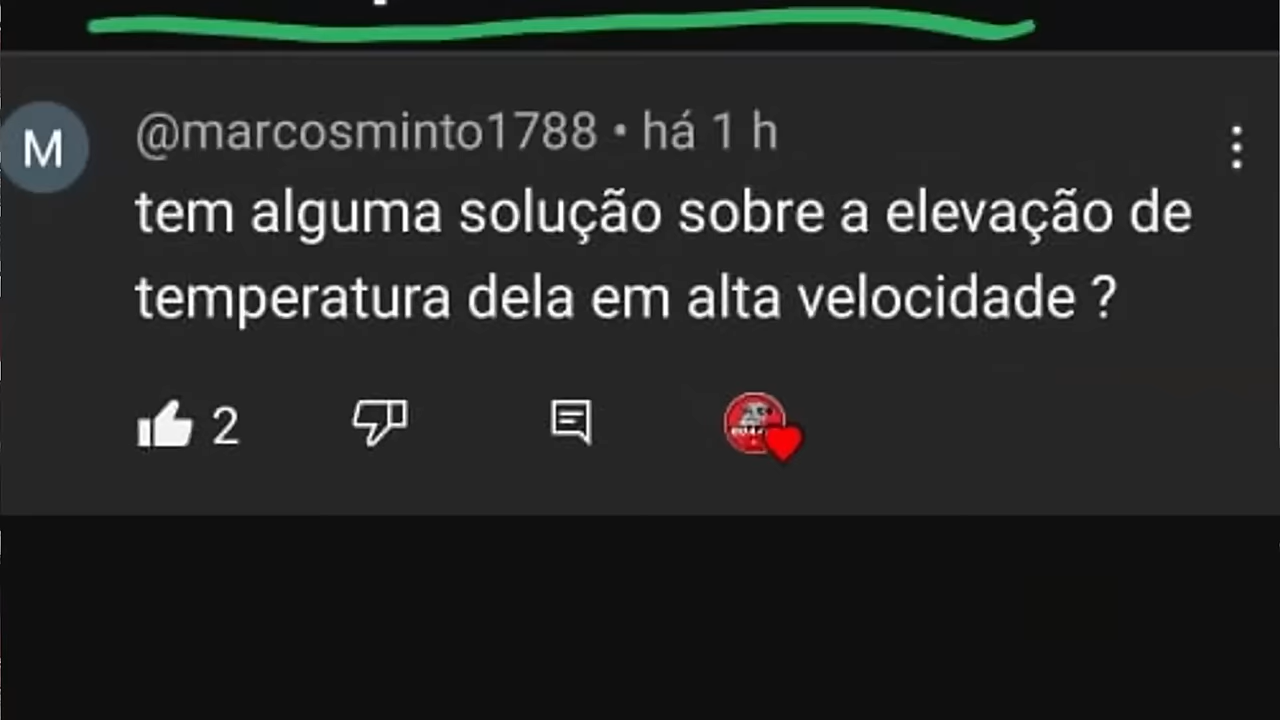 M
@marcosminto1788 • há 1 h
tem alguma solução sobre a elevação de
temperatura dela em alta velocidade ?
2